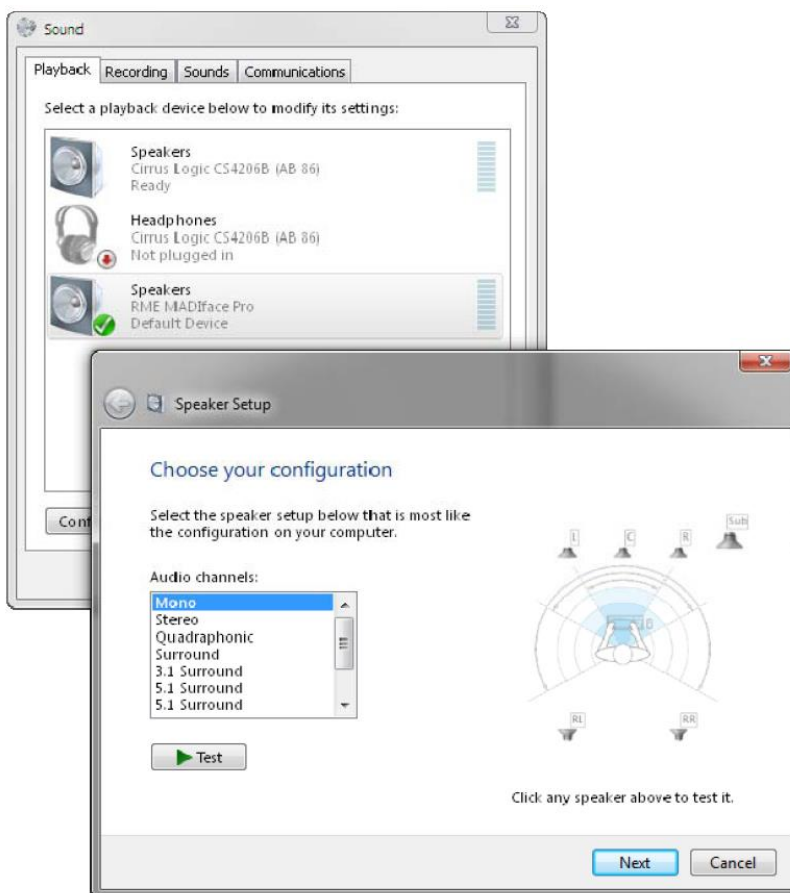 Sound
Playback Recording Sounds Communications
Select a playback device below to modify its settings:
Speakers
Cirrus Logic CS4206B (AB 86)
Ready
Headphones
Cirrus Logic CS4206B (AB 86)
Not plugged in
Speakers
RME MADIface Pro
Default Device
Conf
Speaker Setup
Choose your configuration
Select the speaker setup below that is most like
the configuration on your computer.
Audio channels:
Mono
Stereo
Quadraphonic
Surround
3.1 Surround
5.1 Surround
5.1 Surround
Test
L C R Sub
RL RR
Click any speaker above to test it.
Next Cancel